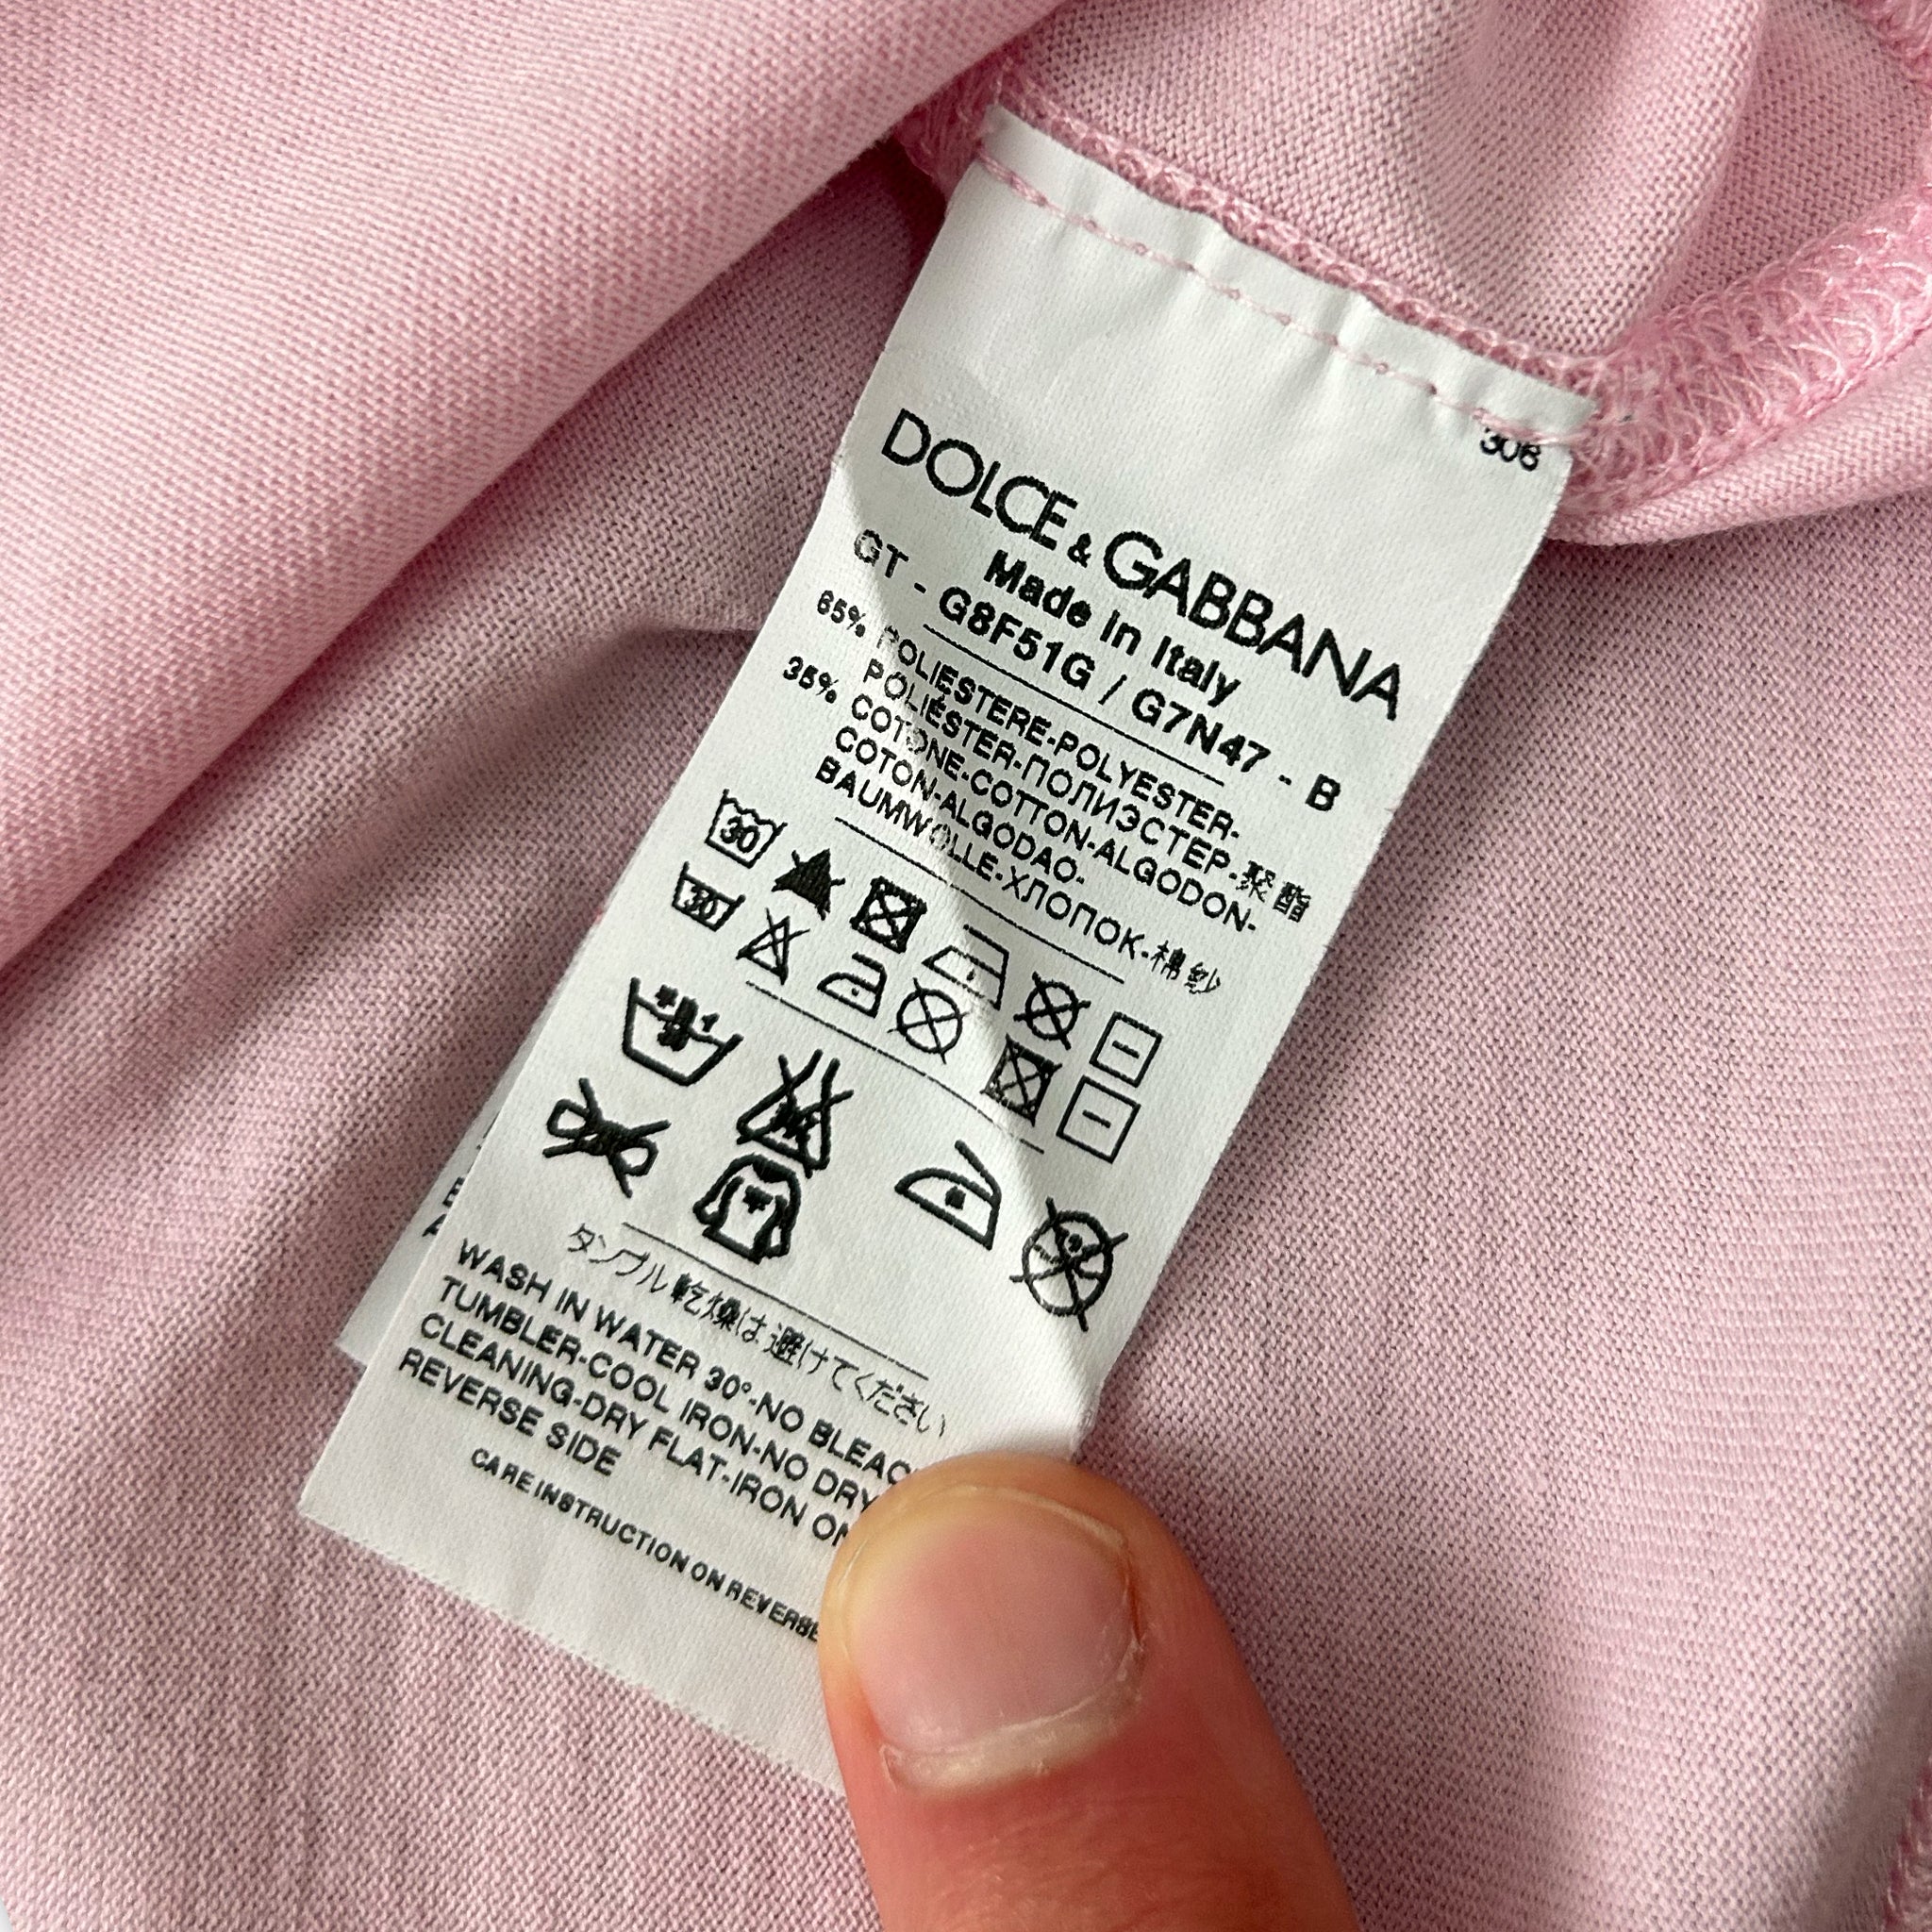 306
DOLCE & GABBANA
Made in Italy
GT - G8F51G / G7N47 - B
65% POLIESTERE-POLYESTER-
POLIÉSTER-ПОЛИЭСТЕР-聚酯
35% COTONE-COTTON-ALGODON-
COTON-ALGODAO-
BAUMWOLLE-ХЛОПОК-棉纱
30
30
タンブル乾燥は避けてください
WASH IN WATER 30°-NO BLEAC
TUMBLER-COOL IRON-NO DRY
CLEANING-DRY FLAT-IRON ON
REVERSE SIDE
CARE INSTRUCTION ON REVERSE